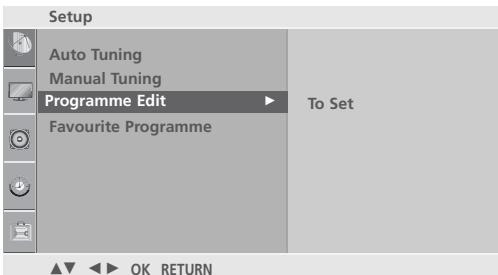 Setup
Auto Tuning
Manual Tuning
Programme Edit ►
To Set
Favourite Programme
▲▼ ◄► OK RETURN